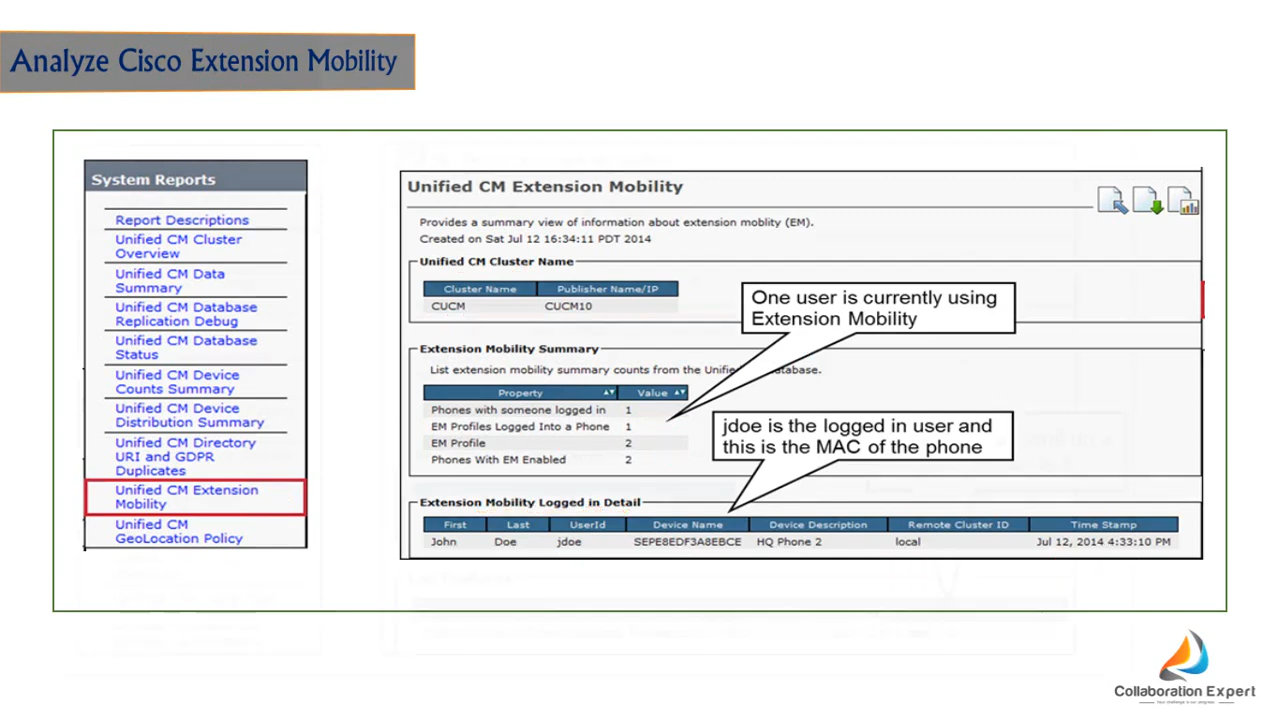 Analyze Cisco Extension Mobility
System Reports
Report Descriptions
Unified CM Cluster
Overview
Unified CM Data
Summary
Unified CM Database
Replication Debug
Unified CM Database
Status
Unified CM Device
Counts Summary
Unified CM Device
Distribution Summary
Unified CM Directory
URI and GDPR
Duplicates
Unified CM Extension
Mobility
Unified CM
GeoLocation Policy
Unified CM Extension Mobility
Provides a summary view of information about extension moblity (EM).
Created on Sat Jul 12 16:34:11 PDT 2014
Unified CM Cluster Name
Cluster Name Publisher Name/IP
CUCM CUCM10
One user is currently using
Extension Mobility
Extension Mobility Summary
List extension mobility summary counts from the Unifie atabase.
Property Value
Phones with someone logged in 1
EM Profiles Logged Into a Phone 1
EM Profile 2
Phones With EM Enabled 2
jdoe is the logged in user and
this is the MAC of the phone
Extension Mobility Logged in Detail
First Last UserId Device Name Device Description Remote Cluster ID Time Stamp
John Doe jdoe SEPE8EDF3A8EBCE HQ Phone 2 local Jul 12, 2014 4:33:10 PM
Collaboration Expert